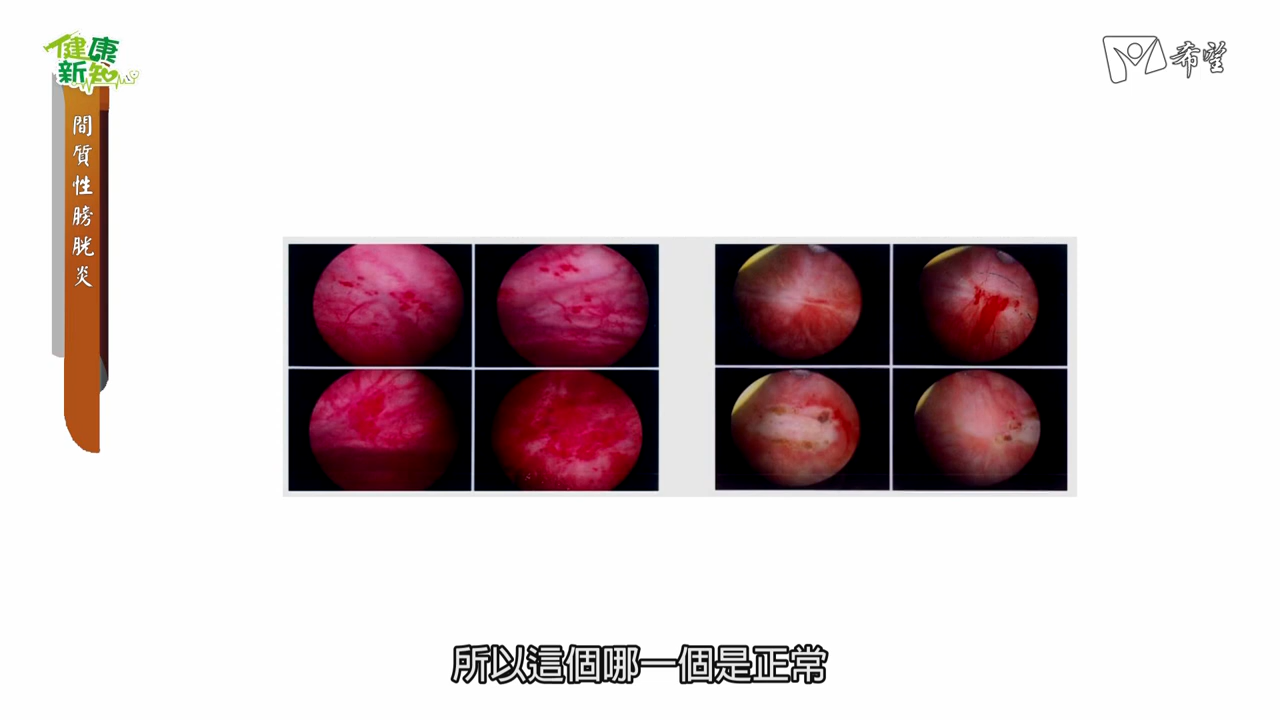 健康
新知
希望
間質性膀胱炎
所以這個哪一個是正常